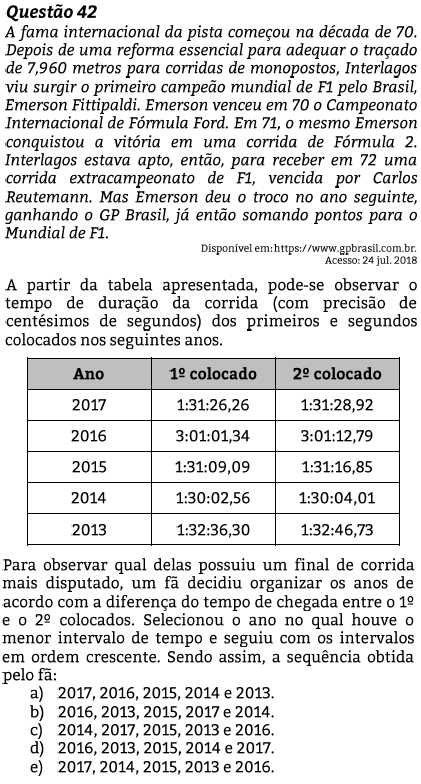 Questão 42
A fama internacional da pista começou na década de 70.
Depois de uma reforma essencial para adequar o traçado
de 7,960 metros para corridas de monopostos, Interlagos
viu surgir o primeiro campeão mundial de F1 pelo Brasil,
Emerson Fittipaldi. Emerson venceu em 70 o Campeonato
Internacional de Fórmula Ford. Em 71, o mesmo Emerson
conquistou a vitória em uma corrida de Fórmula 2.
Interlagos estava apto, então, para receber em 72 uma
corrida extracampeonato de F1, vencida por Carlos
Reutemann. Mas Emerson deu o troco no ano seguinte,
ganhando o GP Brasil, já então somando pontos para o
Mundial de F1.
Disponível em: https://www.gpbrasil.com.br.
Acesso: 24 jul. 2018
A partir da tabela apresentada, pode-se observar o
tempo de duração da corrida (com precisão de
centésimos de segundos) dos primeiros e segundos
colocados nos seguintes anos.
Ano 1º colocado 2º colocado
2017 1:31:26,26 1:31:28,92
2016 3:01:01,34 3:01:12,79
2015 1:31:09,09 1:31:16,85
2014 1:30:02,56 1:30:04,01
2013 1:32:36,30 1:32:46,73
Para observar qual delas possuiu um final de corrida
mais disputado, um fã decidiu organizar os anos de
acordo com a diferença do tempo de chegada entre o 1º
e o 2º colocados. Selecionou o ano no qual houve o
menor intervalo de tempo e seguiu com os intervalos
em ordem crescente. Sendo assim, a sequência obtida
pelo fã:
a) 2017, 2016, 2015, 2014 e 2013.
b) 2016, 2013, 2015, 2017 e 2014.
c) 2014, 2017, 2015, 2013 e 2016.
d) 2016, 2013, 2015, 2014 e 2017.
e) 2017, 2014, 2015, 2013 e 2016.